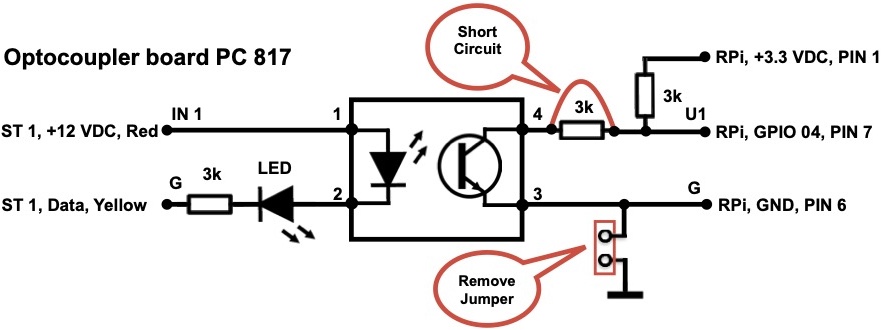 Short
Circuit
Optocoupler board PC 817
RPi, +3.3 VDC, PIN 1
3k
IN 1
1
4
3k
U1
ST 1, +12 VDC, Red
RPi, GPIO 04, PIN 7
G
3k
LED
2
3
G
ST 1, Data, Yellow
RPi, GND, PIN 6
Remove
Jumper